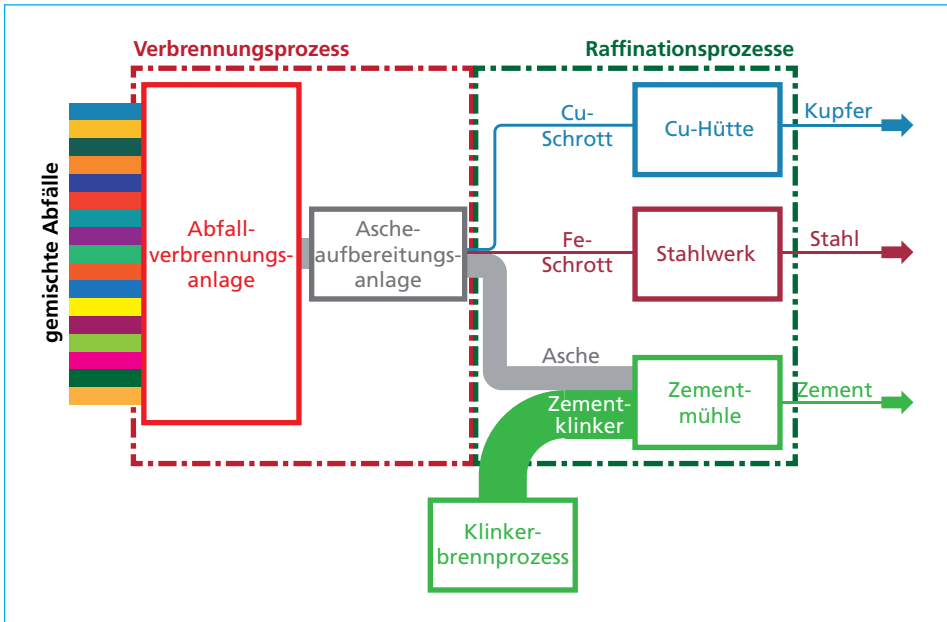 Verbrennungsprozess
Raffinationsprozesse
gemischte Abfälle
Abfall-
verbrennungs-
anlage
Asche-
aufbereitungs-
anlage
Cu-
Schrott
Cu-Hütte
Kupfer
Fe-
Schrott
Stahlwerk
Stahl
Asche
Zement-
klinker
Zement-
mühle
Zement
Klinker-
brennprozess